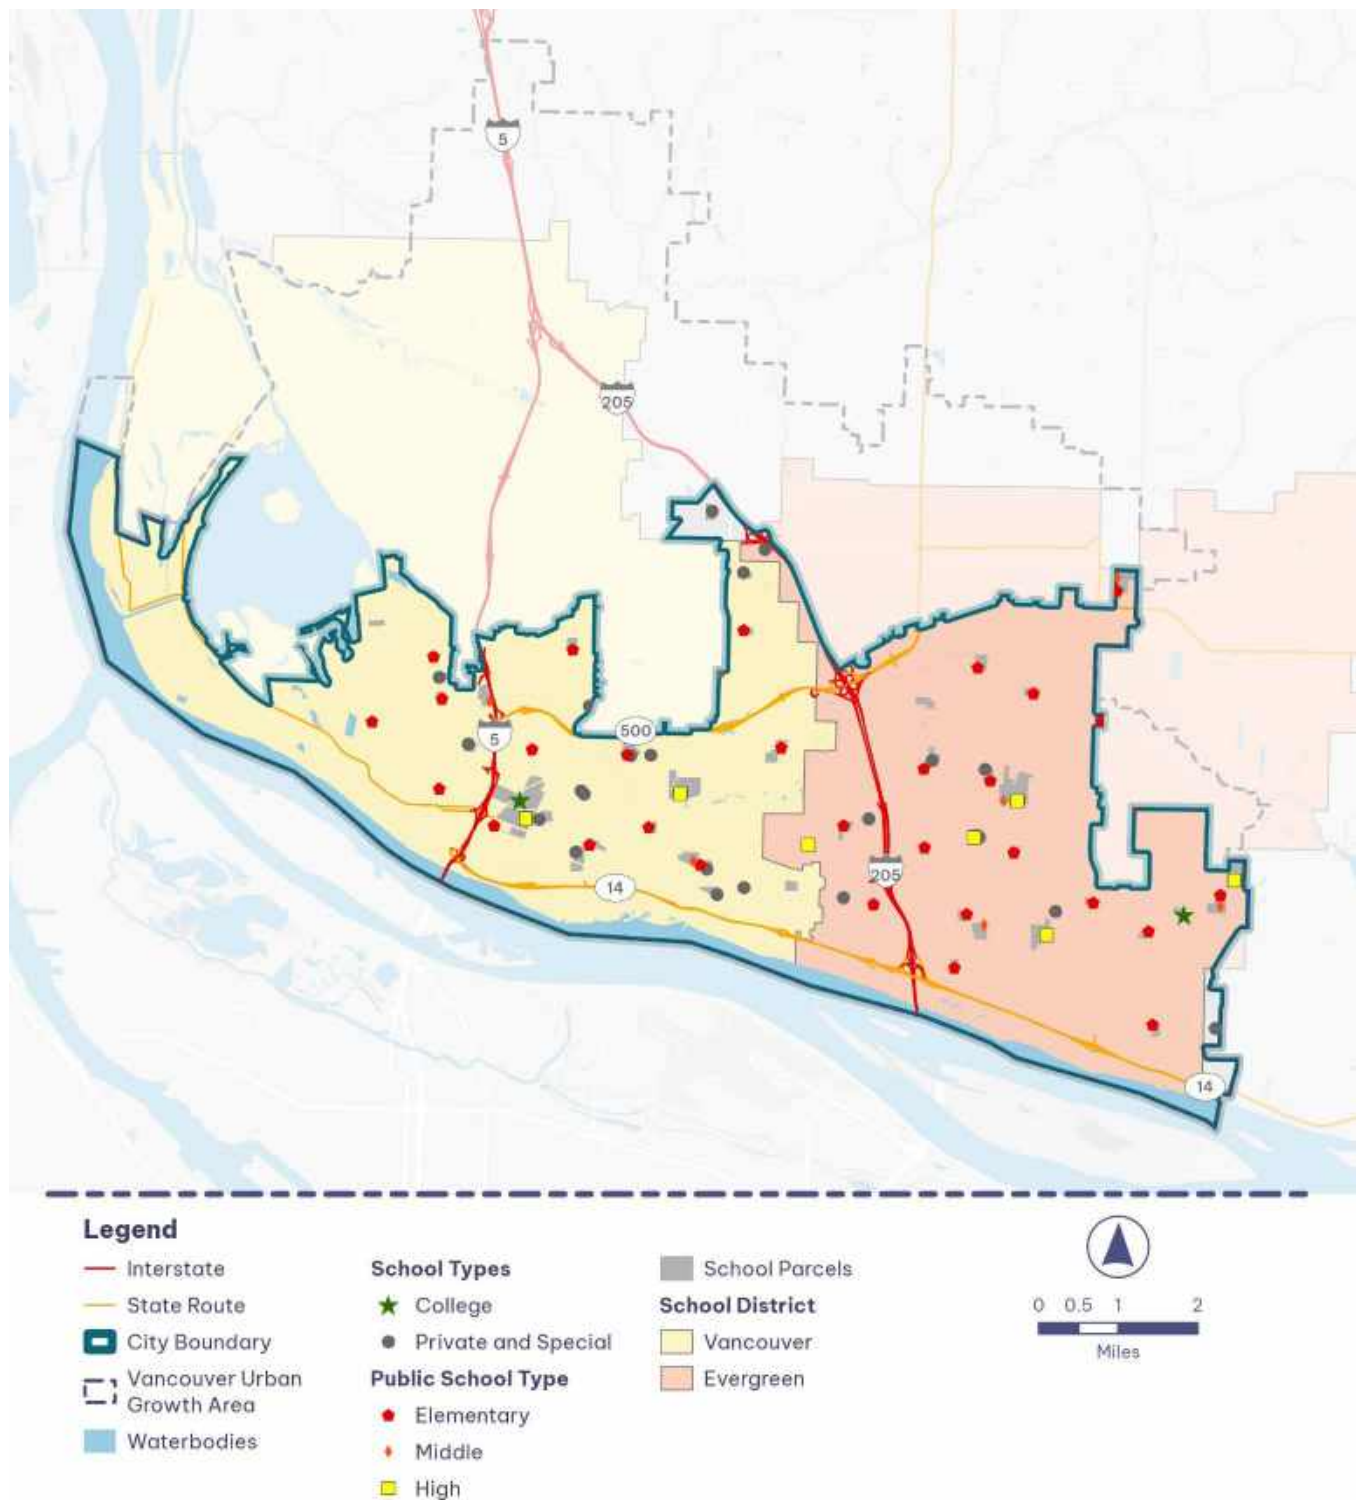 5
205
500
5
205
14
14
Legend
Interstate
State Route
City Boundary
Vancouver Urban
Growth Area
Waterbodies
School Types
College
Private and Special
Public School Type
Elementary
Middle
High
School Parcels
School District
Vancouver
Evergreen
0 0.5 1 2
Miles